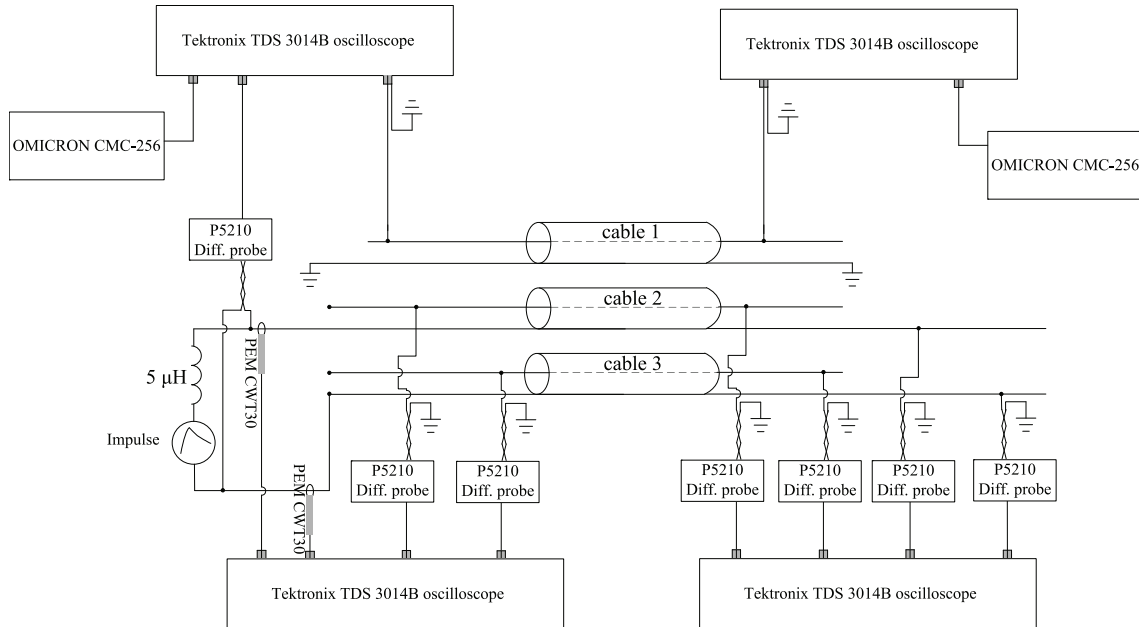 Tektronix TDS 3014B oscilloscope
Tektronix TDS 3014B oscilloscope
OMICRON CMC-256
OMICRON CMC-256
P5210
Diff. probe
cable 1
cable 2
cable 3
PEM CWT30
5 μH
Impulse
PEM CWT30
P5210
Diff. probe
P5210
Diff. probe
P5210
Diff. probe
P5210
Diff. probe
P5210
Diff. probe
P5210
Diff. probe
Tektronix TDS 3014B oscilloscope
Tektronix TDS 3014B oscilloscope